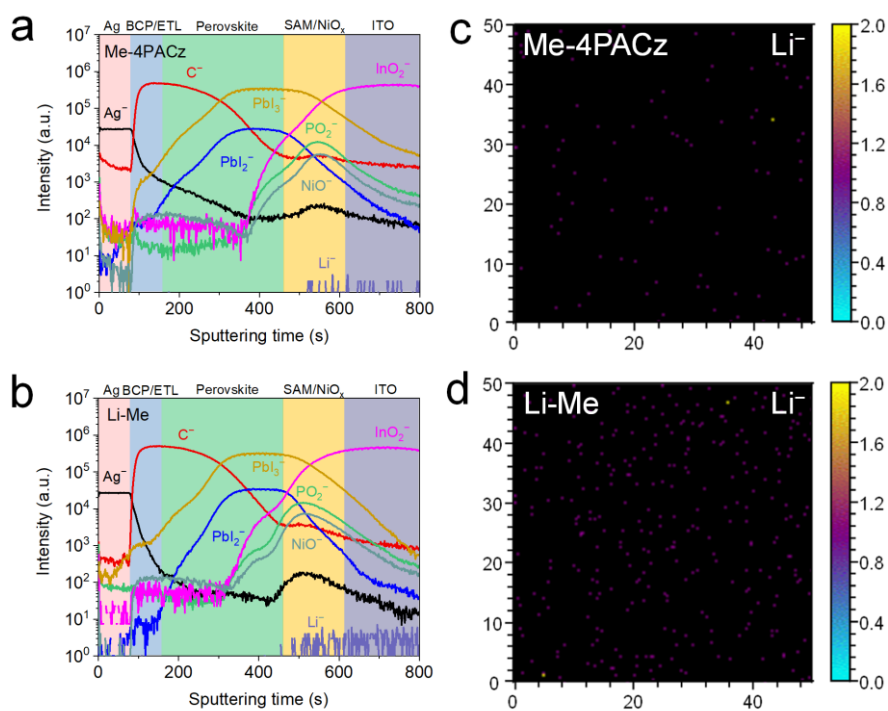 a
Ag BCP/ETL Perovskite SAM/NiOₓ ITO
Me-4PACz
C⁻
InO₂⁻
PbI₃⁻
Ag⁻
PO₂⁻
PbI₂⁻
NiO⁻
Li⁻
10⁷
10⁶
10⁵
10⁴
10³
10²
10¹
10⁰
Intensity (a.u.)
0 200 400 600 800
Sputtering time (s)
c
Me-4PACz Li⁻
50
40
30
20
10
0
0 20 40
2.0
1.6
1.2
0.8
0.4
0.0
b
Ag BCP/ETL Perovskite SAM/NiOₓ ITO
Li-Me
C⁻
InO₂⁻
PbI₃⁻
Ag⁻
PO₂⁻
PbI₂⁻
NiO⁻
Li⁻
10⁷
10⁶
10⁵
10⁴
10³
10²
10¹
10⁰
Intensity (a.u.)
0 200 400 600 800
Sputtering time (s)
d
Li-Me Li⁻
50
40
30
20
10
0
0 20 40
2.0
1.6
1.2
0.8
0.4
0.0